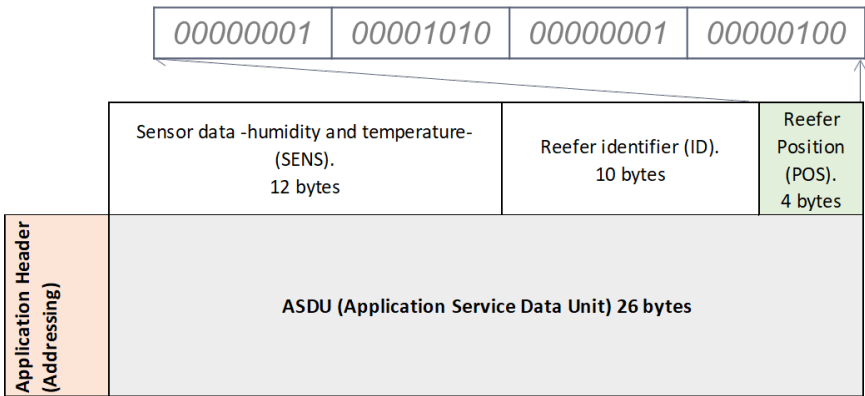 00000001 00001010 00000001 00000100
Sensor data -humidity and temperature-
(SENS).
12 bytes
Reefer identifier (ID).
10 bytes
Reefer
Position
(POS).
4 bytes
Application Header
(Addressing)
ASDU (Application Service Data Unit) 26 bytes